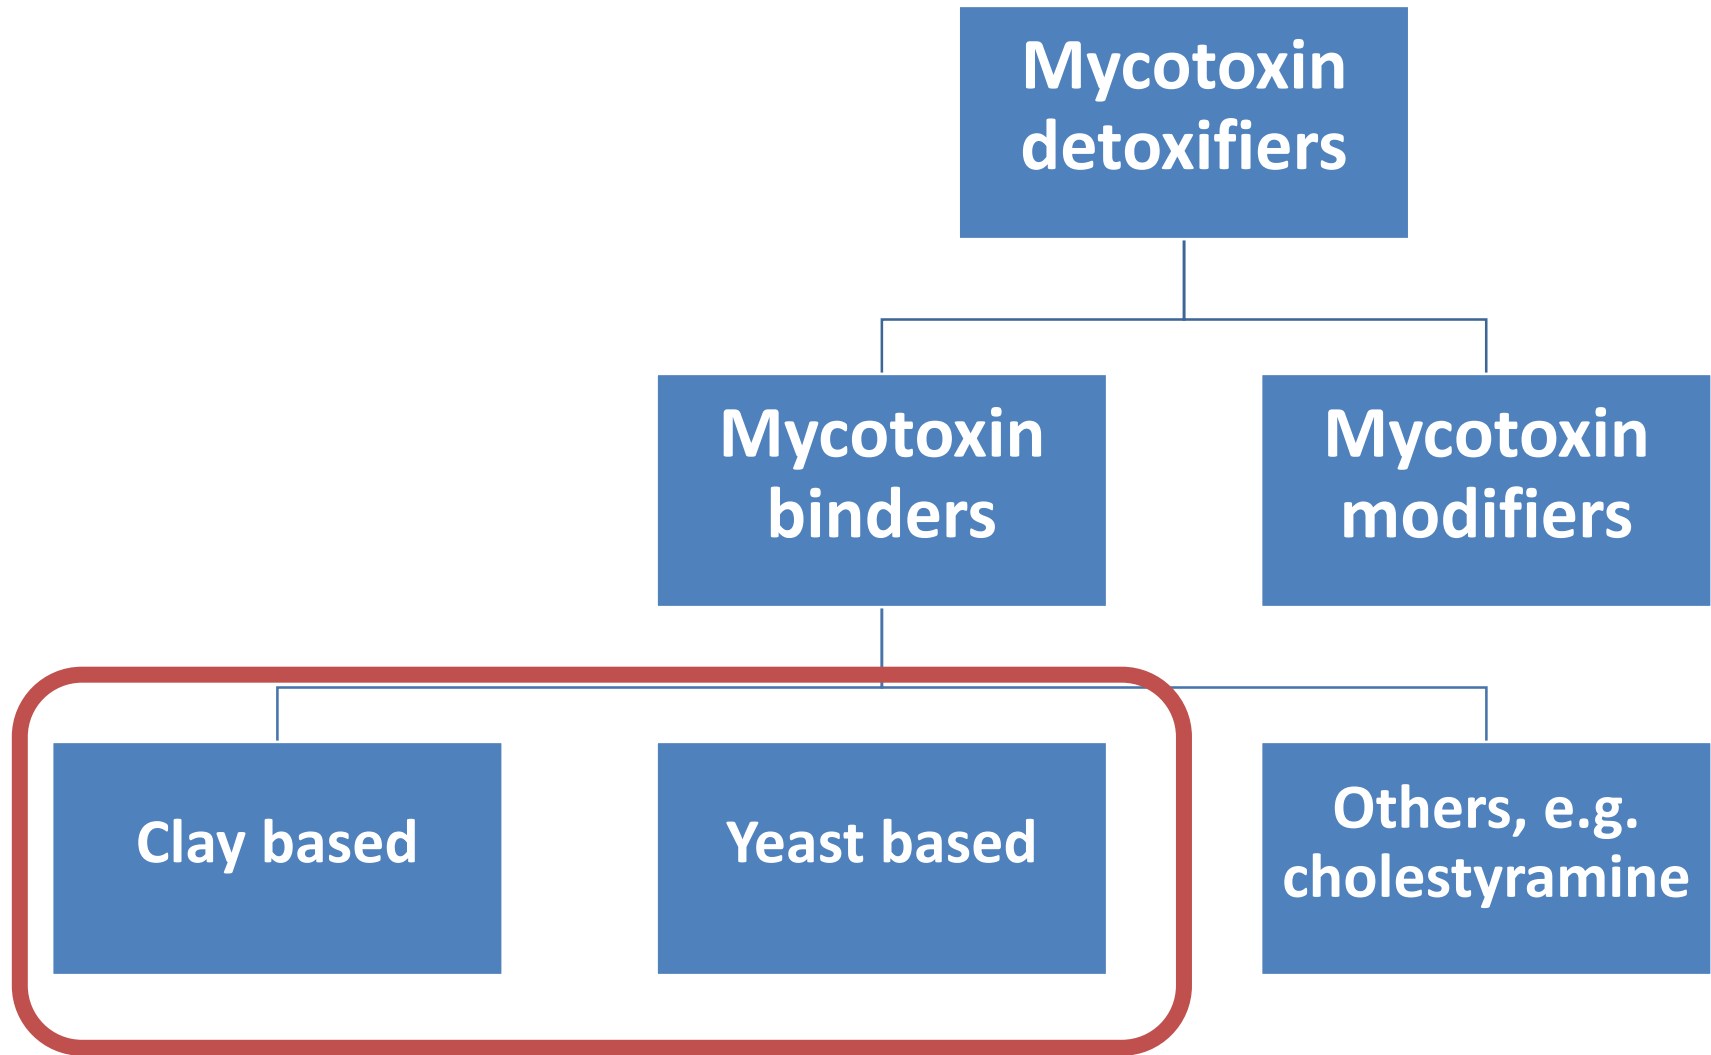 Mycotoxin
detoxifiers
Mycotoxin
binders
Mycotoxin
modifiers
Clay based
Yeast based
Others, e.g.
cholestyramine